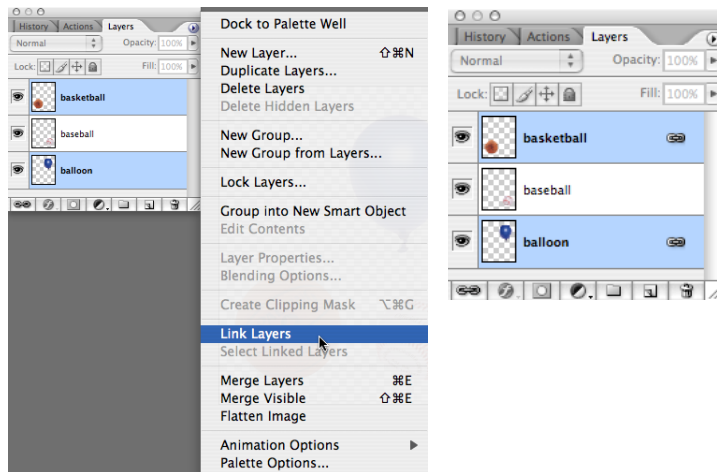 History Actions Layers
Normal Opacity: 100%
Lock: Fill: 100%
basketball
baseball
balloon
Dock to Palette Well
New Layer... ⇧⌘N
Duplicate Layers...
Delete Layers
Delete Hidden Layers
New Group...
New Group from Layers...
Lock Layers...
Group into New Smart Object
Edit Contents
Layer Properties...
Blending Options...
Create Clipping Mask ⌥⌘G
Link Layers
Select Linked Layers
Merge Layers ⌘E
Merge Visible ⇧⌘E
Flatten Image
Animation Options
Palette Options...
History Actions Layers
Normal Opacity: 100%
Lock: Fill: 100%
basketball
baseball
balloon